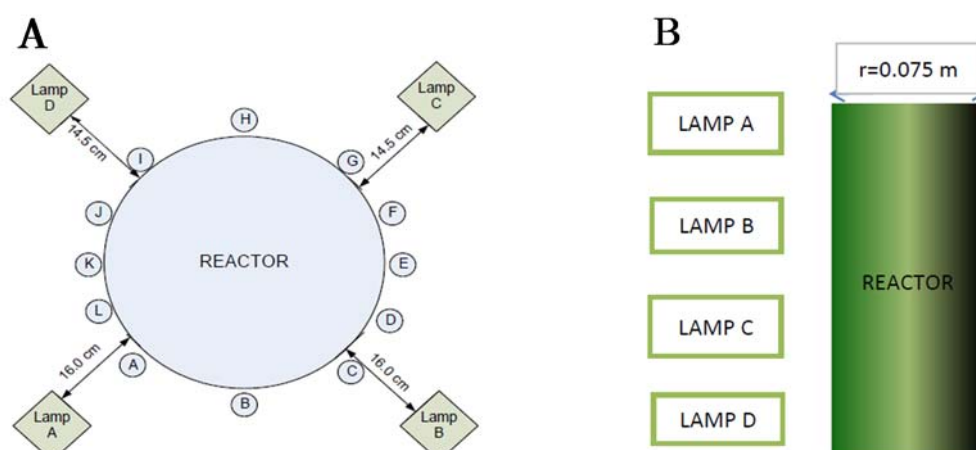 A
Lamp
D
14.5 cm
I
H
G
14.5 cm
Lamp
C
J
F
K
REACTOR
E
L
D
16.0 cm
A
B
C
16.0 cm
Lamp
A
Lamp
B
B
r=0.075 m
LAMP A
LAMP B
LAMP C
LAMP D
REACTOR